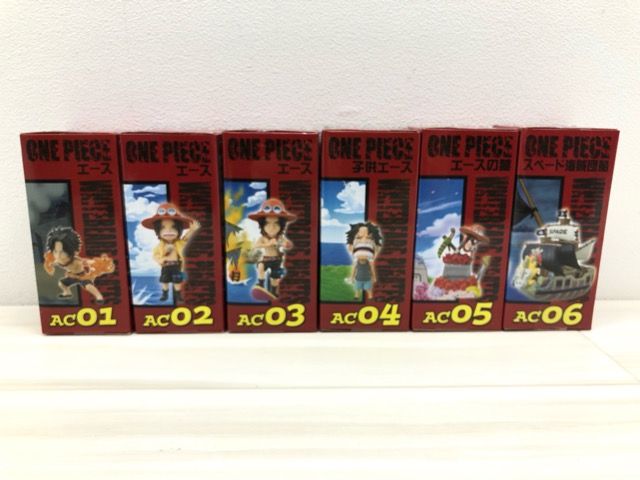 ONE PIECE
エース
AC01
ONE PIECE
エース
AC02
ONE PIECE
エース
AC03
ONE PIECE
子供エース
AC04
ONE PIECE
エースの墓
AC05
ONE PIECE
スペード海賊団船
SPADE
AC06